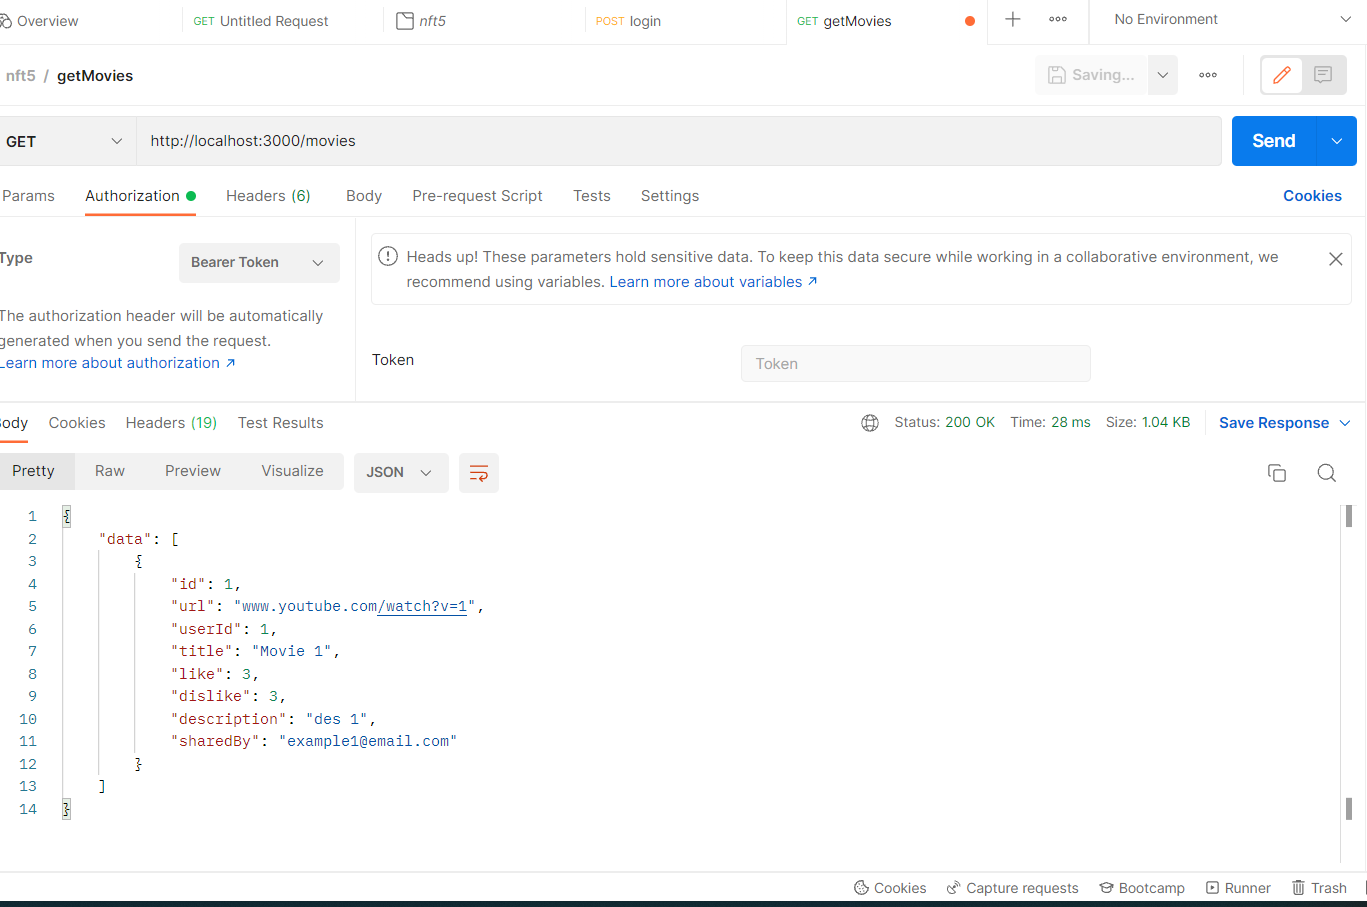 Overview
GET Untitled Request
nft5
POST login
GET getMovies
No Environment
nft5 / getMovies
Saving...
GET
http://localhost:3000/movies
Send
Params
Authorization
Headers (6)
Body
Pre-request Script
Tests
Settings
Cookies
Type
Bearer Token
The authorization header will be automatically
generated when you send the request.
Learn more about authorization ↗
Heads up! These parameters hold sensitive data. To keep this data secure while working in a collaborative environment, we
recommend using variables. Learn more about variables ↗
Token
Token
Body
Cookies
Headers (19)
Test Results
Status: 200 OK
Time: 28 ms
Size: 1.04 KB
Save Response
Pretty
Raw
Preview
Visualize
JSON
1 {
2 "data": [
3 {
4 "id": 1,
5 "url": "www.youtube.com/watch?v=1",
6 "userId": 1,
7 "title": "Movie 1",
8 "like": 3,
9 "dislike": 3,
10 "description": "des 1",
11 "sharedBy": "example1@email.com"
12 }
13 ]
14 }
Cookies
Capture requests
Bootcamp
Runner
Trash